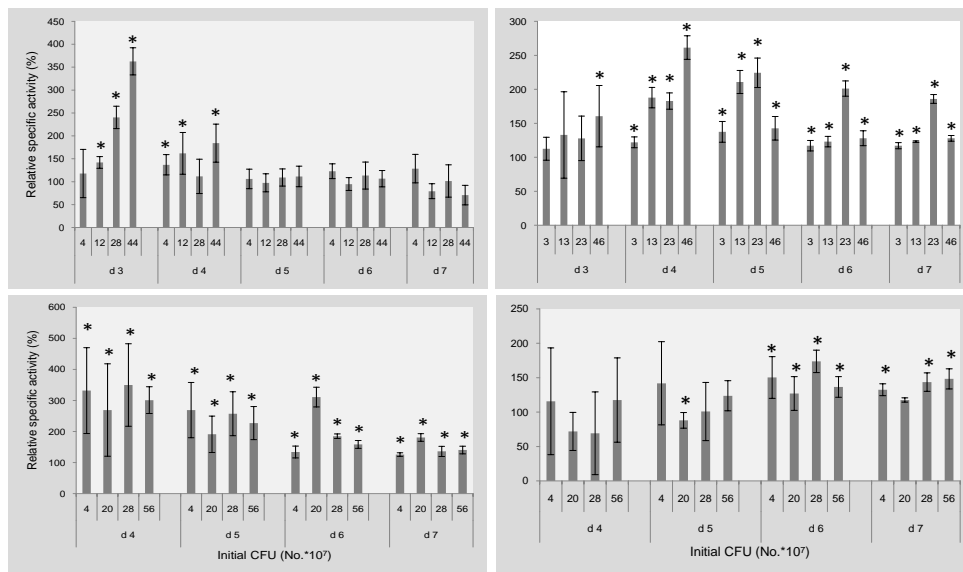 Relative specific activity (%)
450
400
350
300
250
200
150
100
50
0
* * * * * * *
4 12 28 44 4 12 28 44 4 12 28 44 4 12 28 44 4 12 28 44
d 3 d 4 d 5 d 6 d 7
300
250
200
150
100
50
0
* * * * * * * * * * * * * * * * *
3 13 23 46 3 13 23 46 3 13 23 46 3 13 23 46 3 13 23 46
d 3 d 4 d 5 d 6 d 7
Relative specific activity (%)
600
500
400
300
200
100
0
* * * * * * * * * * * * * * * *
4 20 28 56 4 20 28 56 4 20 28 56 4 20 28 56
d 4 d 5 d 6 d 7
Initial CFU (No.*10⁷)
250
200
150
100
50
0
* * * * * * * *
4 20 28 56 4 20 28 56 4 20 28 56 4 20 28 56
d 4 d 5 d 6 d 7
Initial CFU (No.*10⁷)